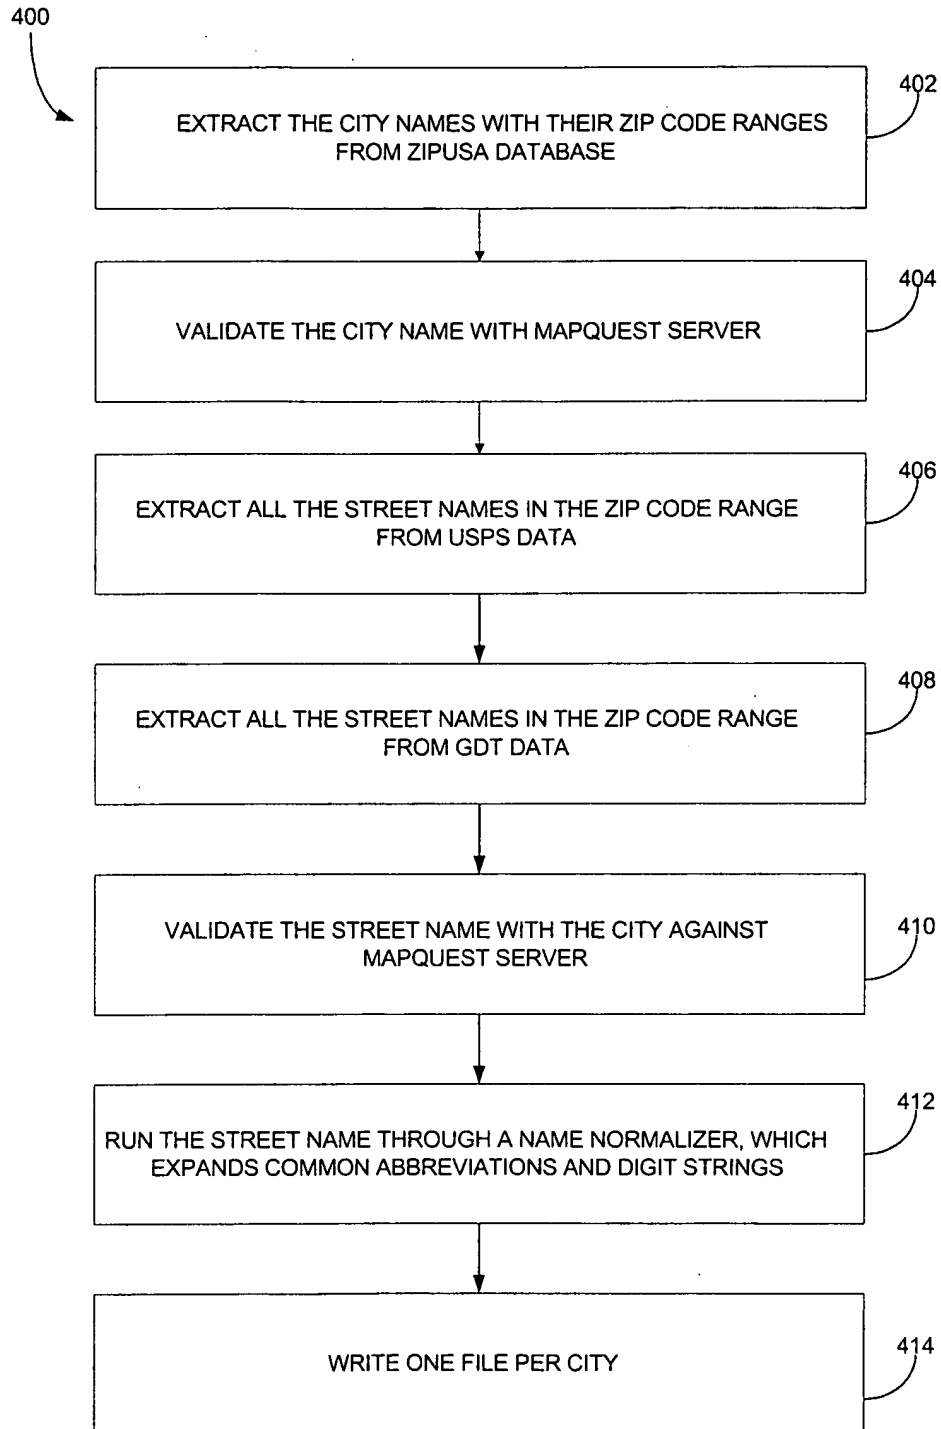 400
402
EXTRACT THE CITY NAMES WITH THEIR ZIP CODE RANGES
FROM ZIPUSA DATABASE
404
VALIDATE THE CITY NAME WITH MAPQUEST SERVER
406
EXTRACT ALL THE STREET NAMES IN THE ZIP CODE RANGE
FROM USPS DATA
408
EXTRACT ALL THE STREET NAMES IN THE ZIP CODE RANGE
FROM GDT DATA
410
VALIDATE THE STREET NAME WITH THE CITY AGAINST
MAPQUEST SERVER
412
RUN THE STREET NAME THROUGH A NAME NORMALIZER, WHICH
EXPANDS COMMON ABBREVIATIONS AND DIGIT STRINGS
414
WRITE ONE FILE PER CITY